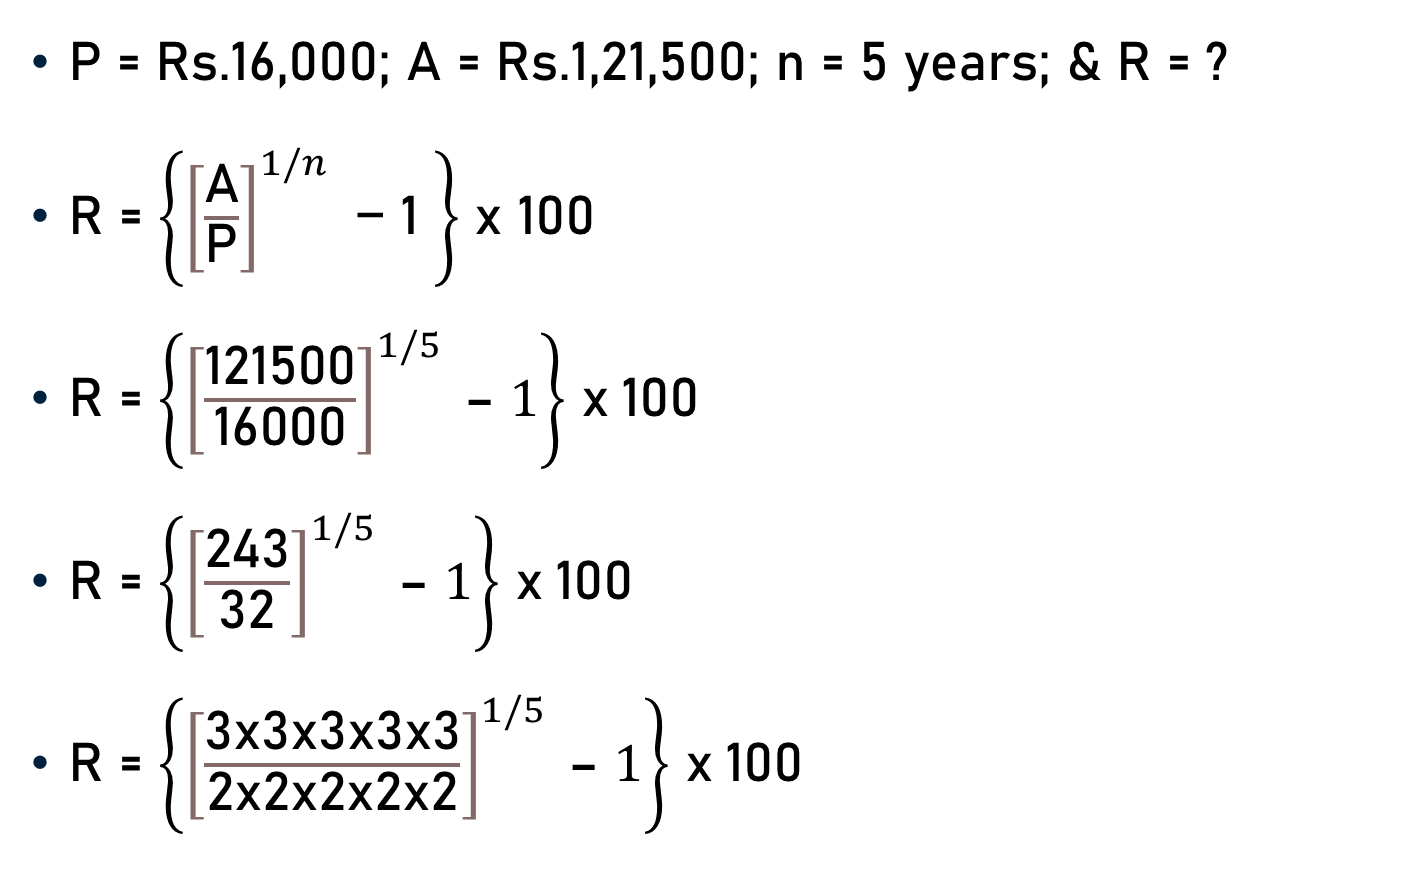 • P = Rs.16,000; A = Rs.1,21,500; n = 5 years; & R = ?
• R = {[A/P]^1/n – 1} x 100
• R = {[121500/16000]^1/5 – 1} x 100
• R = {[243/32]^1/5 – 1} x 100
• R = {[3x3x3x3x3/2x2x2x2x2]^1/5 – 1} x 100